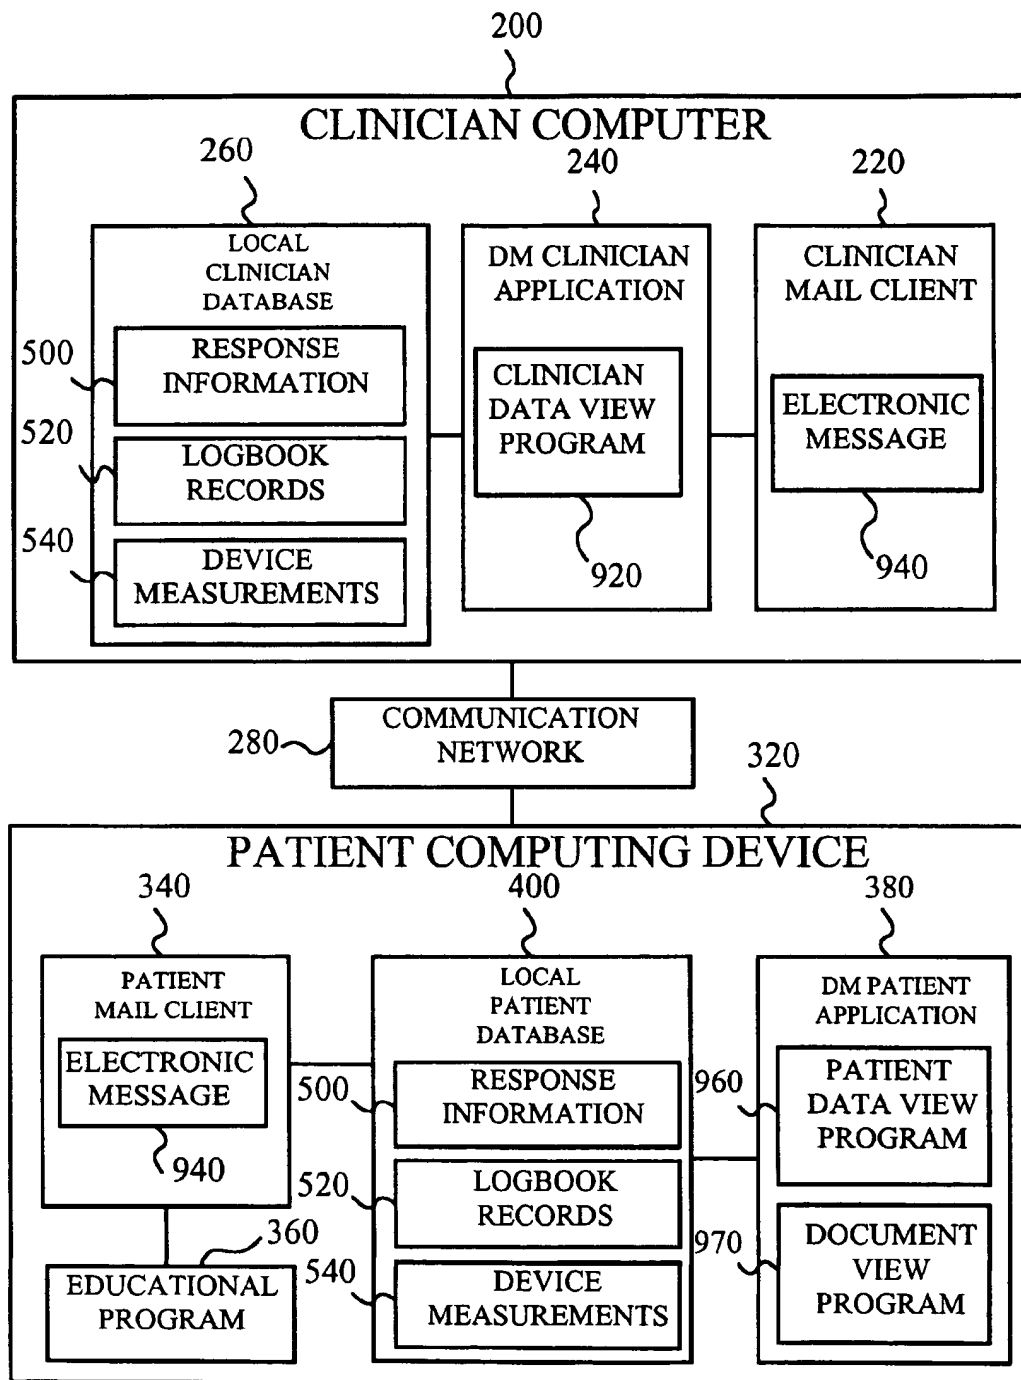 200
CLINICIAN COMPUTER
260
240
220
LOCAL
CLINICIAN
DATABASE
500
RESPONSE
INFORMATION
520
LOGBOOK
RECORDS
540
DEVICE
MEASUREMENTS
DM CLINICIAN
APPLICATION
CLINICIAN
DATA VIEW
PROGRAM
920
CLINICIAN
MAIL CLIENT
ELECTRONIC
MESSAGE
940
280
COMMUNICATION
NETWORK
320
PATIENT COMPUTING DEVICE
340
400
380
PATIENT
MAIL CLIENT
ELECTRONIC
MESSAGE
940
360
EDUCATIONAL
PROGRAM
LOCAL
PATIENT
DATABASE
500
RESPONSE
INFORMATION
520
LOGBOOK
RECORDS
540
DEVICE
MEASUREMENTS
DM PATIENT
APPLICATION
960
PATIENT
DATA VIEW
PROGRAM
970
DOCUMENT
VIEW
PROGRAM